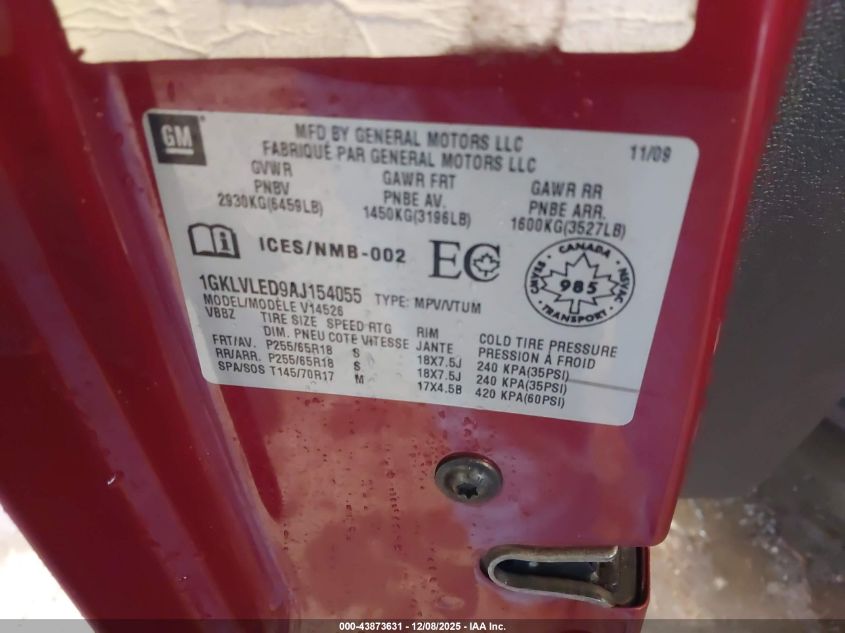 GM
MFD BY GENERAL MOTORS LLC 11/09
FABRIQUÉ PAR GENERAL MOTORS LLC
GVWR GAWR FRT GAWR RR
PNBV PNBE AV. PNBE ARR.
2930KG(6459LB) 1450KG(3196LB) 1600KG(3527LB)
ICES/NMB-002 EC
CANADA
985
CMVSS NSVAC
TRANSPORT
1GKLVLED9AJ154055 TYPE: MPV/VTUM
MODEL/MODÈLE V14526
VBBZ TIRE SIZE SPEED RTG RIM COLD TIRE PRESSURE
DIM. PNEU COTE VITESSE JANTE PRESSION À FROID
FRT/AV. P255/65R18 S 18X7.5J 240 KPA(35PSI)
RR/ARR. P255/65R18 S 18X7.5J 240 KPA(35PSI)
SPA/SOS T145/70R17 M 17X4.5B 420 KPA(60PSI)
000-43873631 - 12/08/2025 - IAA Inc.